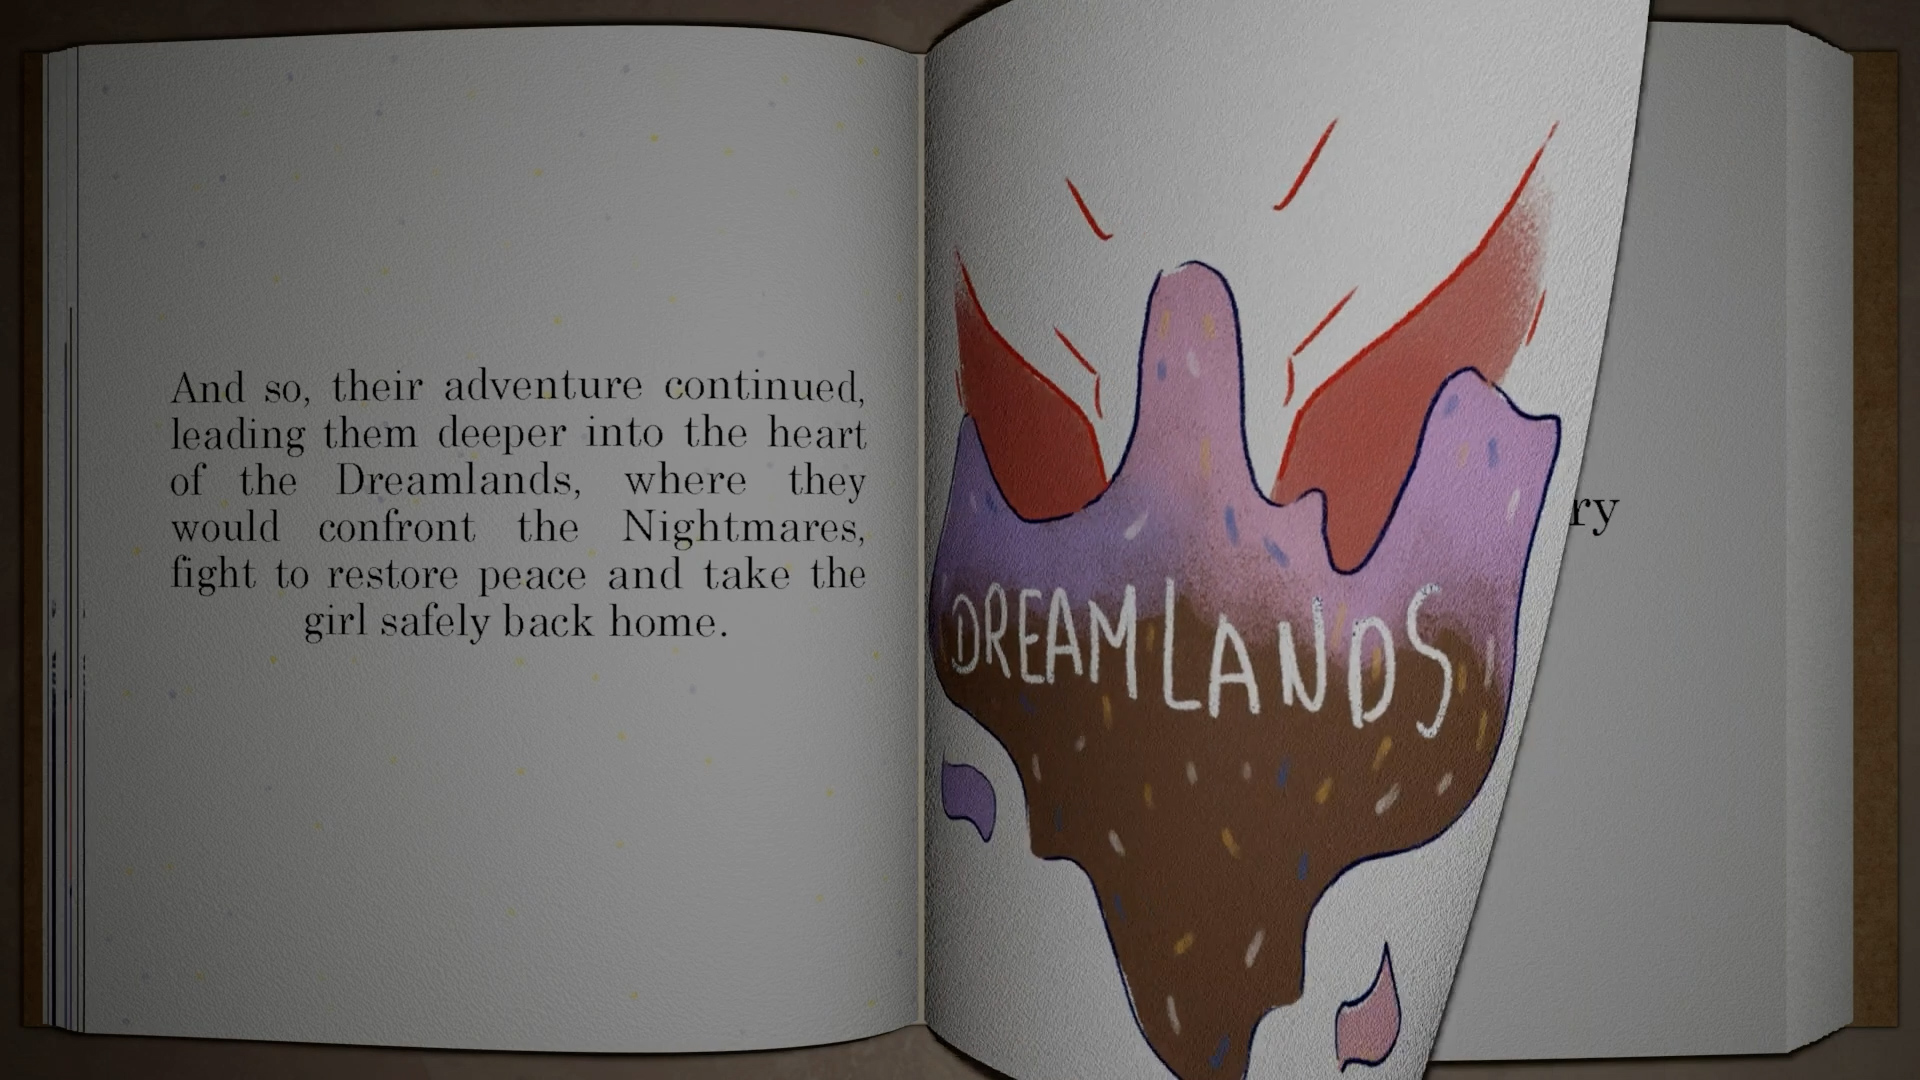 And so, their adventure continued,
leading them deeper into the heart
of the Dreamlands, where they
would confront the Nightmares,
fight to restore peace and take the
girl safely back home.
DREAMLANDS
ry